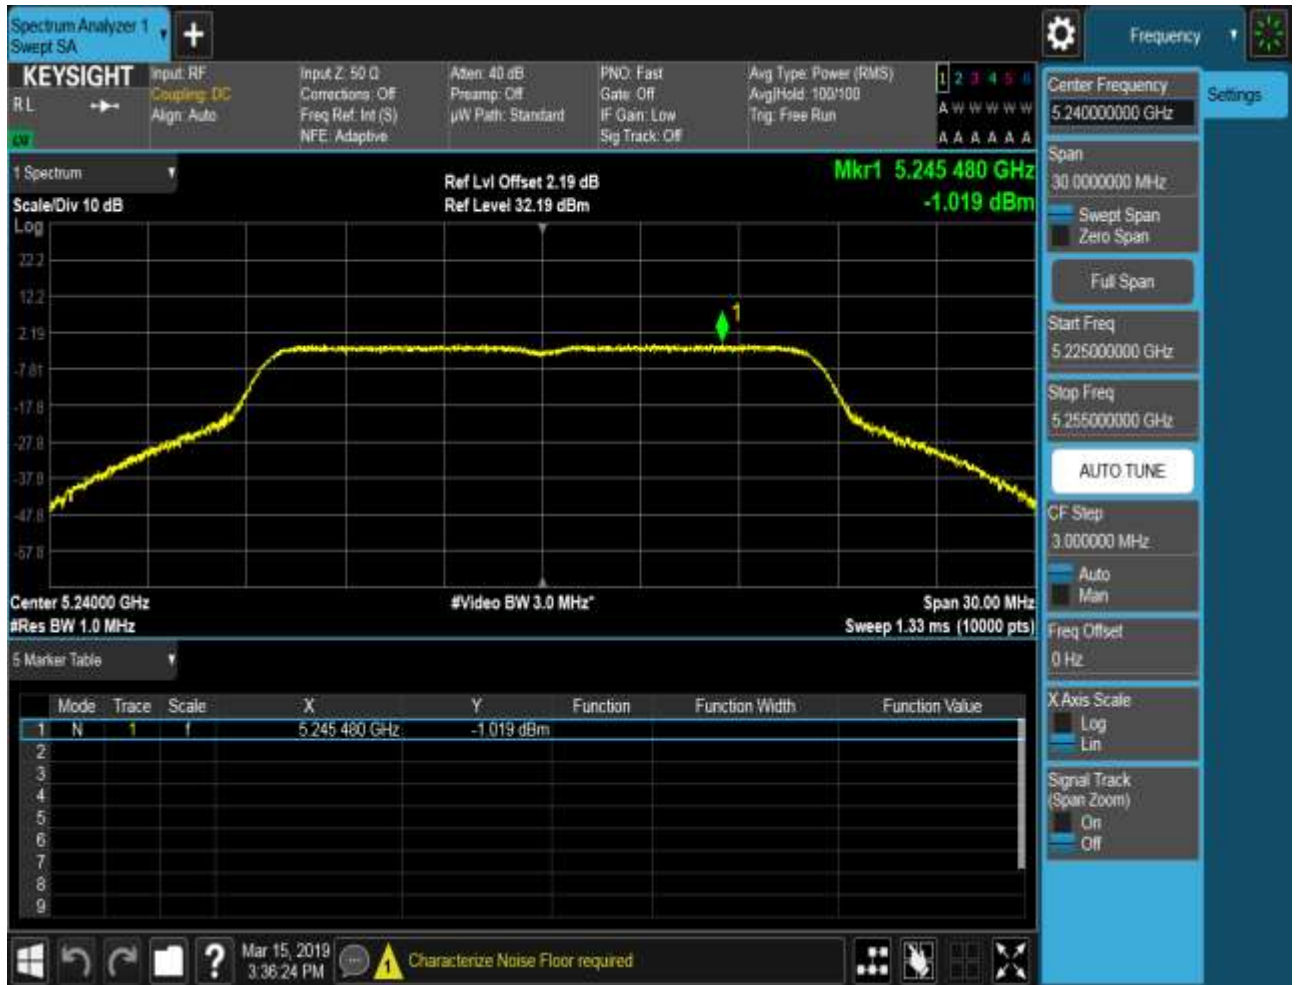 Spectrum Analyzer 1
Swept SA
+
Frequency
KEYSIGHT
R L
Input: RF
Coupling: DC
Align: Auto
Input Z: 50 Ω
Corrections: Off
Freq Ref: Int (S)
NFE: Adaptive
Atten: 40 dB
Preamp: Off
µW Path: Standard
PNO: Fast
Gate: Off
IF Gain: Low
Sig Track: Off
Avg Type: Power (RMS)
Avg|Hold: 100/100
Trig: Free Run
1 2 3 4 5 6
A W W W W W
A A A A A A
1 Spectrum
Scale/Div 10 dB
Ref Lvl Offset 2.19 dB
Ref Level 32.19 dBm
Mkr1 5.245 480 GHz
-1.019 dBm
Log
22.2
12.2
2.19
-7.81
-17.8
-27.8
-37.8
-47.8
-57.8
1
Center 5.24000 GHz
#Res BW 1.0 MHz
#Video BW 3.0 MHz*
Span 30.00 MHz
Sweep 1.33 ms (10000 pts)
5 Marker Table
Mode Trace Scale X Y Function Function Width Function Value
1 N 1 f 5.245 480 GHz -1.019 dBm
2
3
4
5
6
7
8
9
Center Frequency
5.240000000 GHz
Settings
Span
30.0000000 MHz
Swept Span
Zero Span
Full Span
Start Freq
5.225000000 GHz
Stop Freq
5.255000000 GHz
AUTO TUNE
CF Step
3.000000 MHz
Auto
Man
Freq Offset
0 Hz
X Axis Scale
Log
Lin
Signal Track
(Span Zoom)
On
Off
?
Mar 15, 2019
3:36:24 PM
1
Characterize Noise Floor required